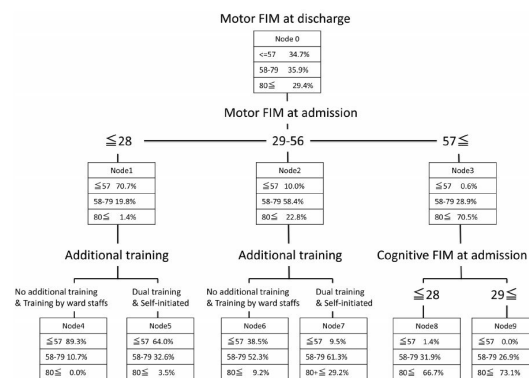 Motor FIM at discharge
Node 0
<=57 34.7%
58-79 35.9%
80≦ 29.4%
Motor FIM at admission
≦28
29-56
57≦
Node1
≦57 70.7%
58-79 19.8%
80≦ 1.4%
Node2
≦57 10.0%
58-79 58.4%
80≦ 22.8%
Node3
≦57 0.6%
58-79 28.9%
80≦ 70.5%
Additional training
Additional training
Cognitive FIM at admission
No additional training
& Training by ward staffs
Dual training
& Self-initiated
No additional training
& Training by ward staffs
Dual training
& Self-initiated
≦28
29≦
Node4
≦57 89.3%
58-79 10.7%
80≦ 0.0%
Node5
≦57 64.0%
58-79 32.6%
80≦ 3.5%
Node6
≦57 38.5%
58-79 52.3%
80≦ 9.2%
Node7
≦57 9.5%
58-79 61.3%
80+≦ 29.2%
Node8
≦57 1.4%
58-79 31.9%
80≦ 66.7%
Node9
≦57 0.0%
58-79 26.9%
80≦ 73.1%